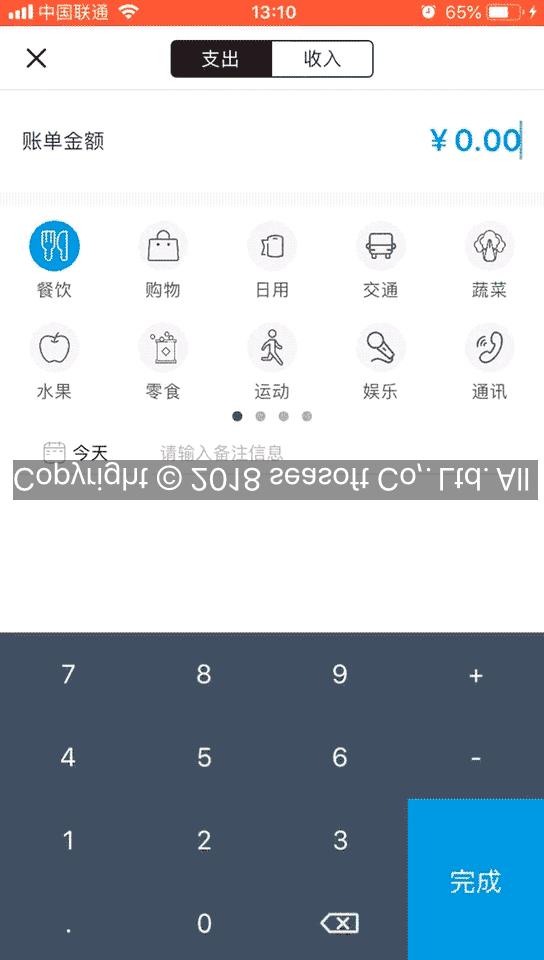 中国联通 13:10 65%
支出 收入
账单金额 ¥0.00
餐饮 购物 日用 交通 蔬菜
水果 零食 运动 娱乐 通讯
今天 请输入备注信息
Copyright © 2018 seasoft Co,. Ltd. All
7 8 9 +
4 5 6 -
1 2 3
完成
. 0